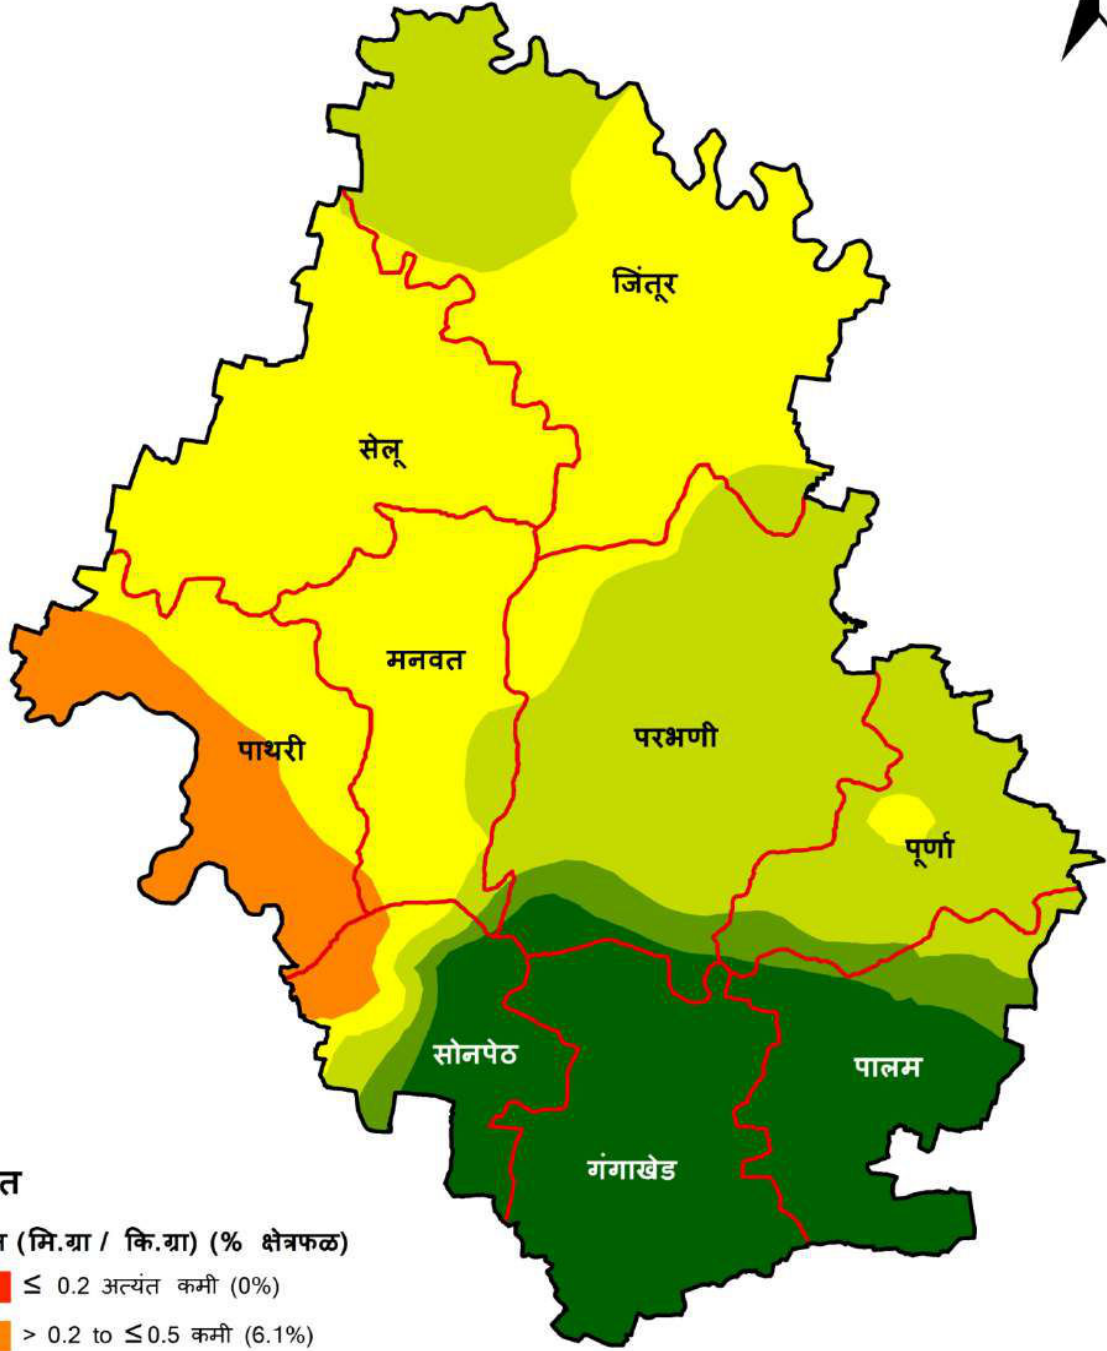 जिंतूर
सेलू
मनवत
पाथरी
परभणी
पूर्णा
सोनपेठ
पालम
गंगाखेड
(मि.ग्रा / कि.ग्रा) (% क्षेत्रफळ)
≤ 0.2 अत्यंत कमी (0%)
> 0.2 to ≤0.5 कमी (6.1%)